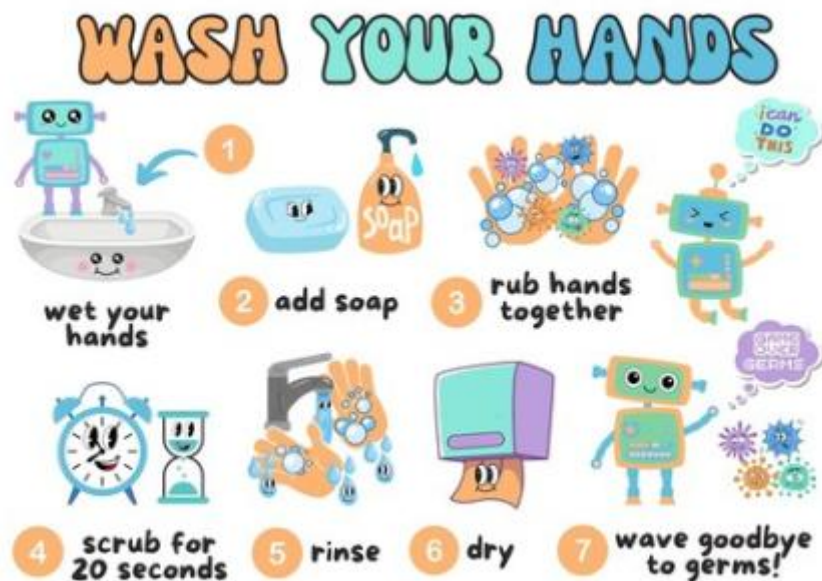 WASH YOUR HANDS
1
wet your
hands
soap
2
add soap
3
rub hands
together
i can
DO
THIS
4
scrub for
20 seconds
5
rinse
6
dry
GERMS
7
wave goodbye
to germs!